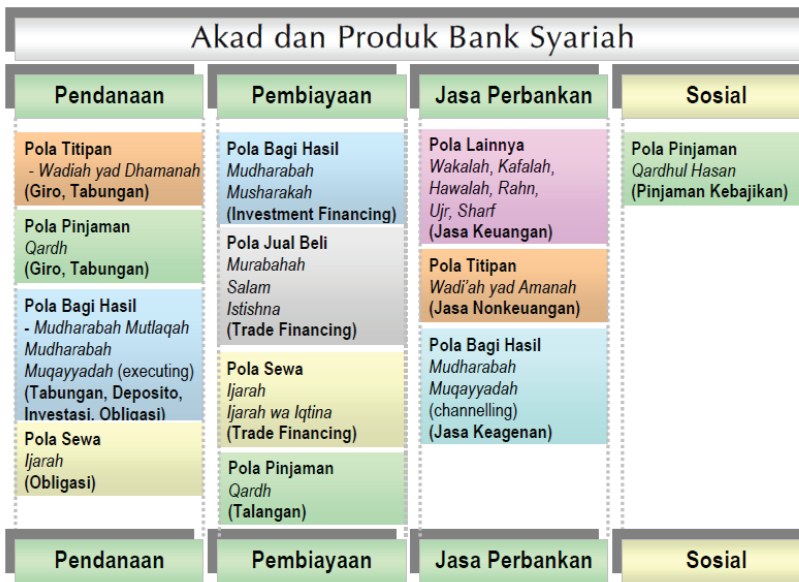 Akad dan Produk Bank Syariah
Pendanaan
Pola Titipan
- Wadiah yad Dhamanah
(Giro, Tabungan)
Pola Pinjaman
Qardh
(Giro, Tabungan)
Pola Bagi Hasil
- Mudharabah Mutlaqah
Mudharabah
Muqayyadah (executing)
(Tabungan, Deposito,
Investasi, Obligasi)
Pola Sewa
Ijarah
(Obligasi)
Pendanaan
Pembiayaan
Pola Bagi Hasil
Mudharabah
Musharakah
(Investment Financing)
Pola Jual Beli
Murabahah
Salam
Istishna
(Trade Financing)
Pola Sewa
Ijarah
Ijarah wa Iqtina
(Trade Financing)
Pola Pinjaman
Qardh
(Talangan)
Pembiayaan
Jasa Perbankan
Pola Lainnya
Wakalah, Kafalah,
Hawalah, Rahn,
Ujr, Sharf
(Jasa Keuangan)
Pola Titipan
Wadi'ah yad Amanah
(Jasa Nonkeuangan)
Pola Bagi Hasil
Mudharabah
Muqayyadah
(channelling)
(Jasa Keagenan)
Jasa Perbankan
Sosial
Pola Pinjaman
Qardhul Hasan
(Pinjaman Kebajikan)
Sosial